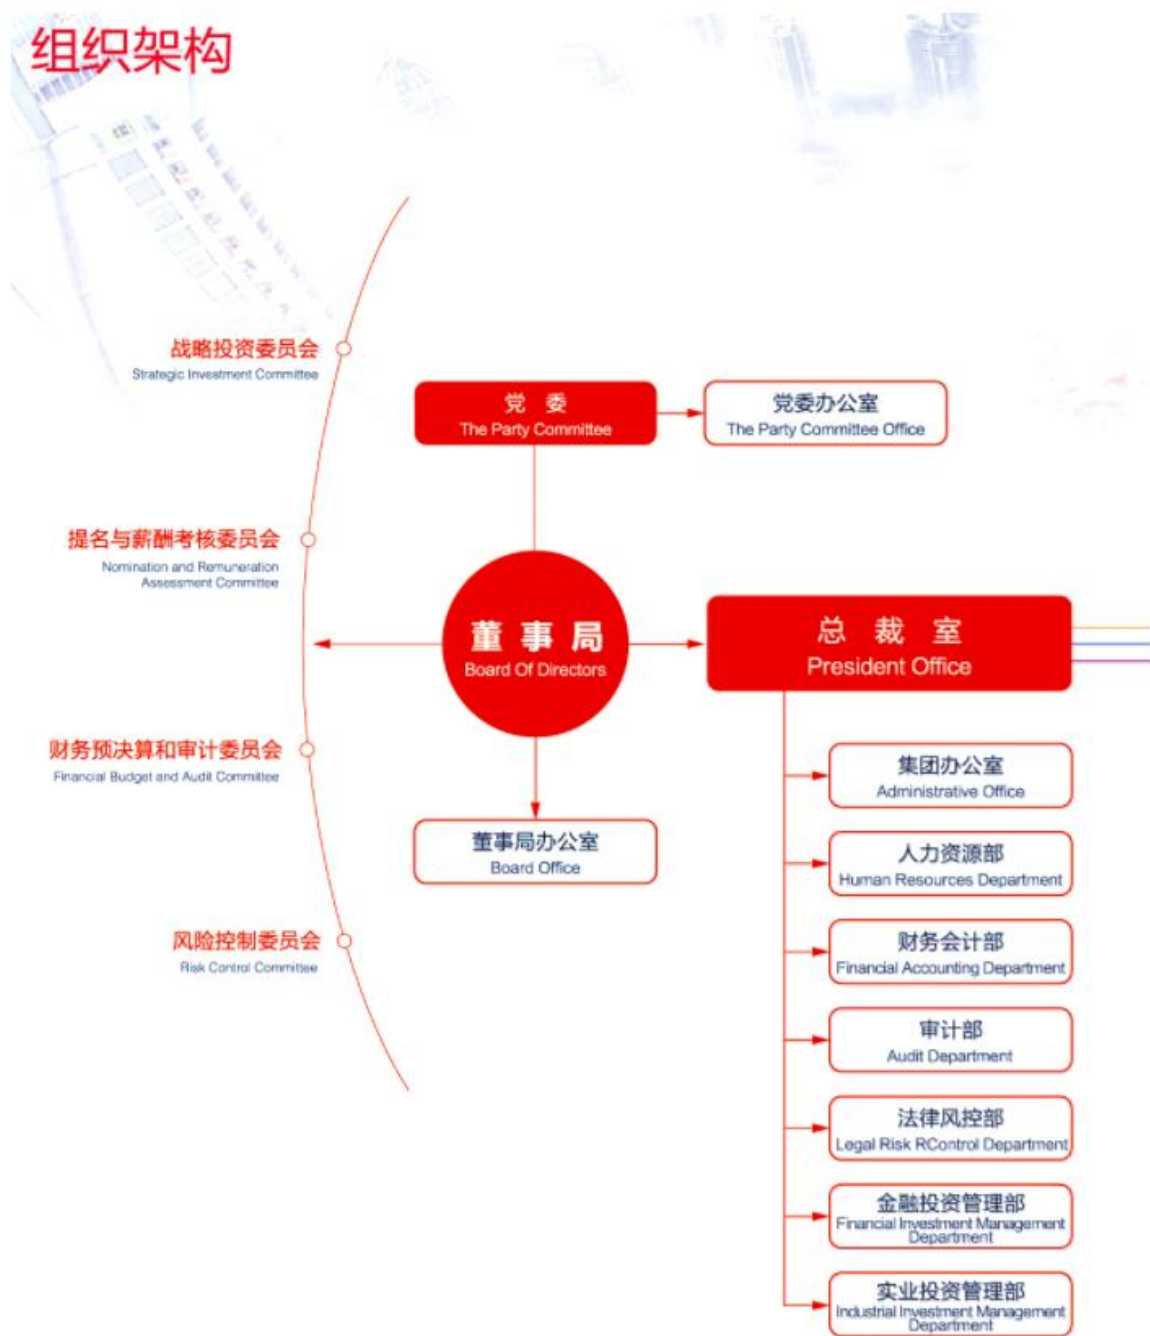 组织架构
战略投资委员会
Strategic Investment Committee
党 委
The Party Committee
党委办公室
The Party Committee Office
提名与薪酬考核委员会
Nomination and Remuneration
Assessment Committee
董事局
Board Of Directors
总裁室
President Office
财务预决算和审计委员会
Financial Budget and Audit Committee
董事局办公室
Board Office
风险控制委员会
Risk Control Committee
集团办公室
Administrative Office
人力资源部
Human Resources Department
财务会计部
Financial Accounting Department
审计部
Audit Department
法律风控部
Legal Risk RControl Department
金融投资管理部
Financial Investment Management
Department
实业投资管理部
Industrial Investment Management
Department